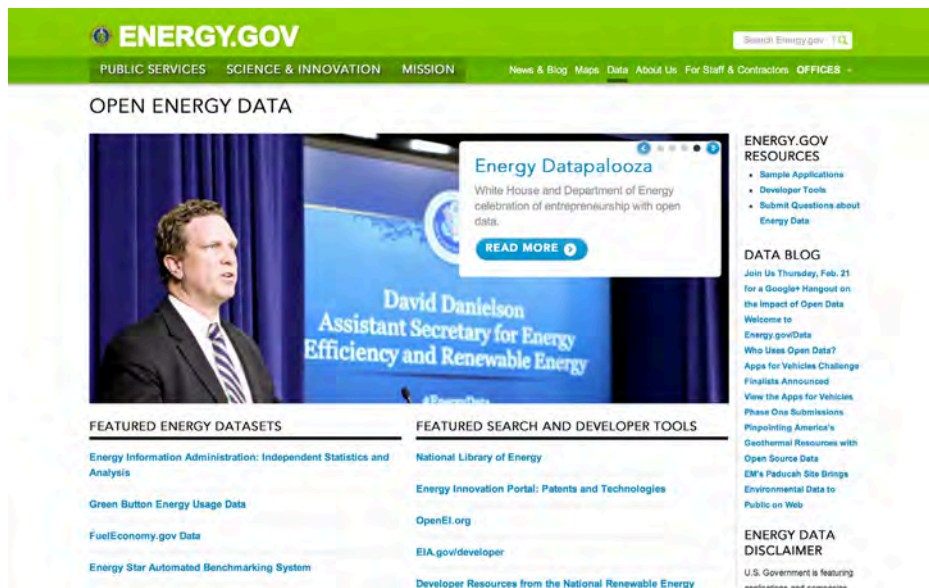 ENERGY.GOV
Search Energy.gov
PUBLIC SERVICES SCIENCE & INNOVATION MISSION
News & Blog Maps Data About Us For Staff & Contractors OFFICES
OPEN ENERGY DATA
Energy Datapalooza
White House and Department of Energy
celebration of entrepreneurship with open
data.
READ MORE
David Danielson
Assistant Secretary for Energy
Efficiency and Renewable Energy
#EnergyData
FEATURED ENERGY DATASETS
Energy Information Administration: Independent Statistics and
Analysis
Green Button Energy Usage Data
FuelEconomy.gov Data
Energy Star Automated Benchmarking System
FEATURED SEARCH AND DEVELOPER TOOLS
National Library of Energy
Energy Innovation Portal: Patents and Technologies
OpenEI.org
EIA.gov/developer
Developer Resources from the National Renewable Energy
ENERGY.GOV
RESOURCES
Sample Applications
Developer Tools
Submit Questions about
Energy Data
DATA BLOG
Join Us Thursday, Feb. 21
for a Google+ Hangout on
the Impact of Open Data
Welcome to
Energy.gov/Data
Who Uses Open Data?
Apps for Vehicles Challenge
Finalists Announced
View the Apps for Vehicles
Phase One Submissions
Pinpointing America's
Geothermal Resources with
Open Source Data
EM's Paducah Site Brings
Environmental Data to
Public on Web
ENERGY DATA
DISCLAIMER
U.S. Government is featuring